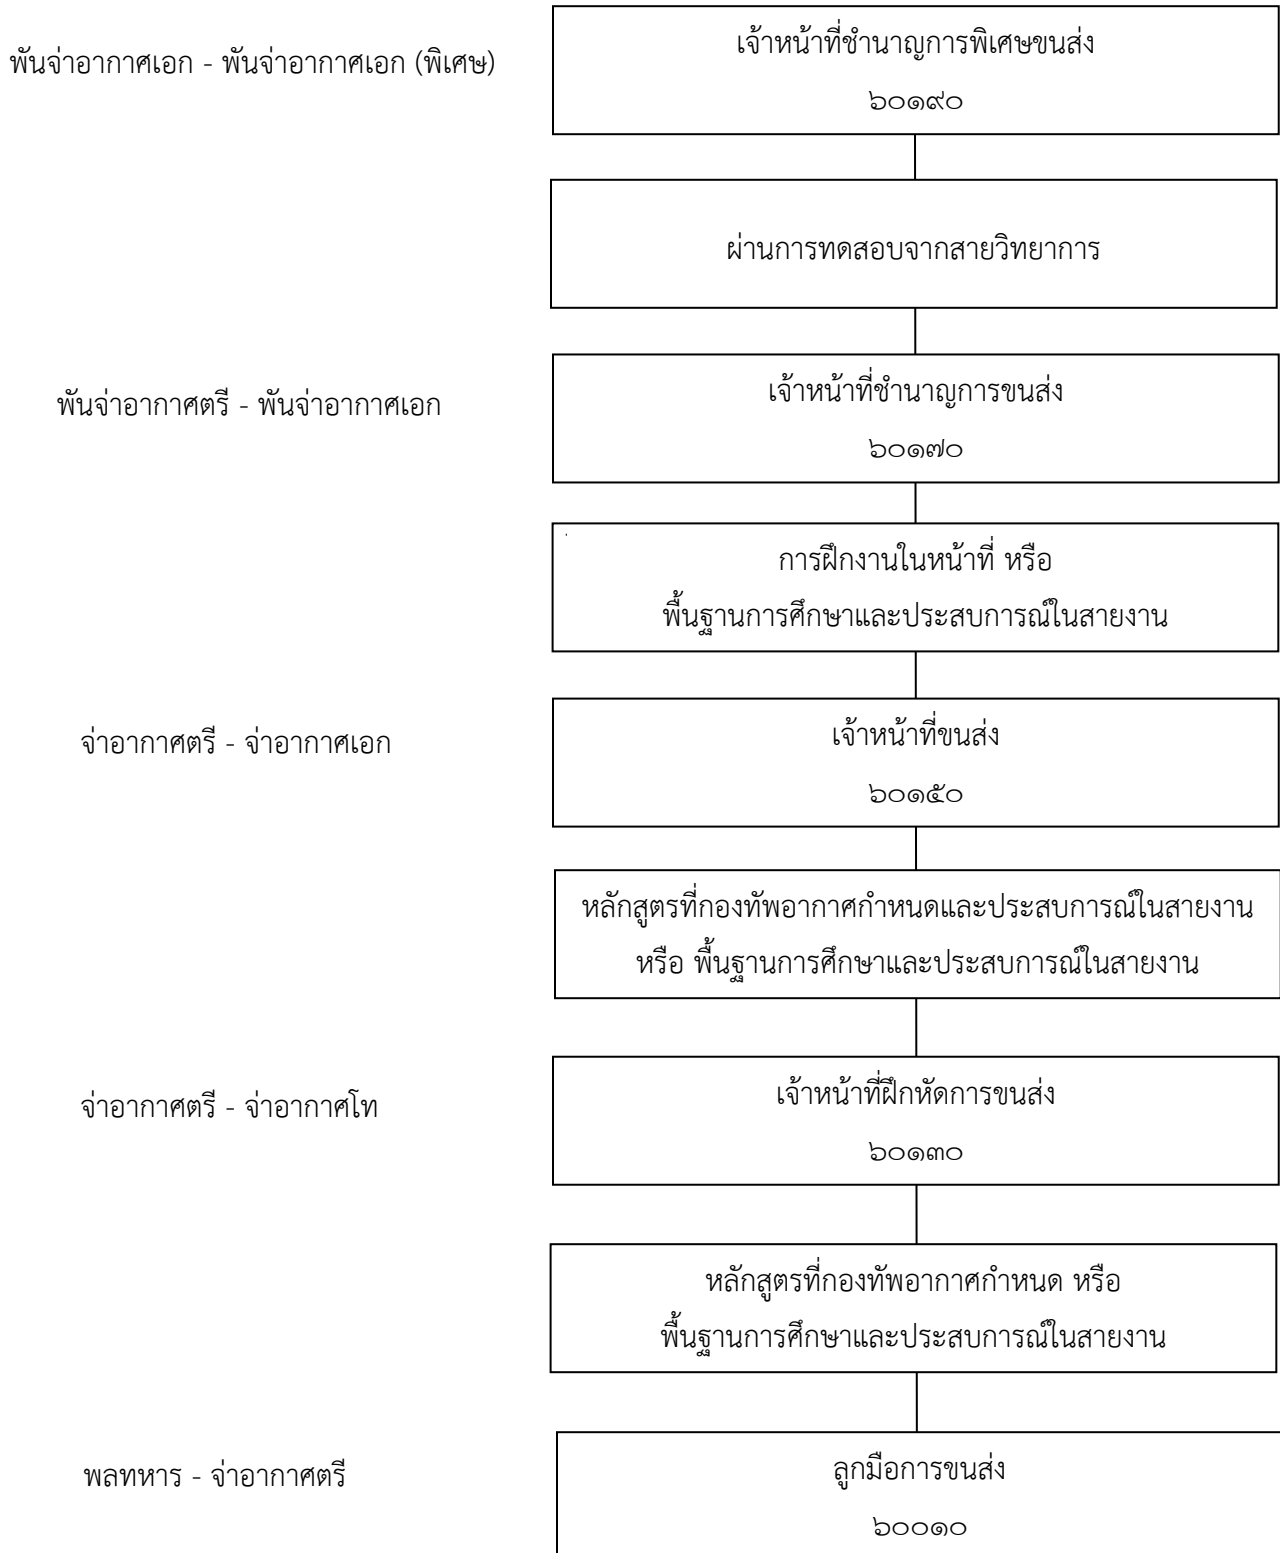 พันจ่าอากาศเอก - พันจ่าอากาศเอก (พิเศษ)
เจ้าหน้าที่ชำนาญการพิเศษขนส่ง
๖๐๑๙๐
ผ่านการทดสอบจากสายวิทยาการ
พันจ่าอากาศตรี - พันจ่าอากาศเอก
เจ้าหน้าที่ชำนาญการขนส่ง
๖๐๑๗๐
การฝึกงานในหน้าที่ หรือ
พื้นฐานการศึกษาและประสบการณ์ในสายงาน
จ่าอากาศตรี - จ่าอากาศเอก
เจ้าหน้าที่ขนส่ง
๖๐๑๕๐
หลักสูตรที่กองทัพอากาศกำหนดและประสบการณ์ในสายงาน
หรือ พื้นฐานการศึกษาและประสบการณ์ในสายงาน
จ่าอากาศตรี - จ่าอากาศโท
เจ้าหน้าที่ฝึกหัดการขนส่ง
๖๐๑๓๐
หลักสูตรที่กองทัพอากาศกำหนด หรือ
พื้นฐานการศึกษาและประสบการณ์ในสายงาน
พลทหาร - จ่าอากาศตรี
ลูกมือการขนส่ง
๖๐๐๑๐